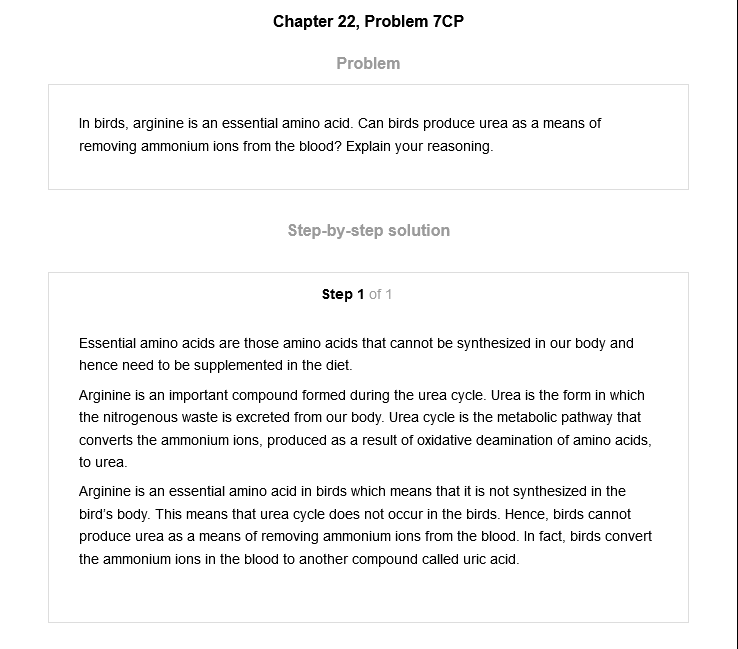 Chapter 22, Problem 7CP
Problem
In birds, arginine is an essential amino acid. Can birds produce urea as a means of
removing ammonium ions from the blood? Explain your reasoning.
Step-by-step solution
Step 1 of 1
Essential amino acids are those amino acids that cannot be synthesized in our body and
hence need to be supplemented in the diet.
Arginine is an important compound formed during the urea cycle. Urea is the form in which
the nitrogenous waste is excreted from our body. Urea cycle is the metabolic pathway that
converts the ammonium ions, produced as a result of oxidative deamination of amino acids,
to urea.
Arginine is an essential amino acid in birds which means that it is not synthesized in the
bird's body. This means that urea cycle does not occur in the birds. Hence, birds cannot
produce urea as a means of removing ammonium ions from the blood. In fact, birds convert
the ammonium ions in the blood to another compound called uric acid.